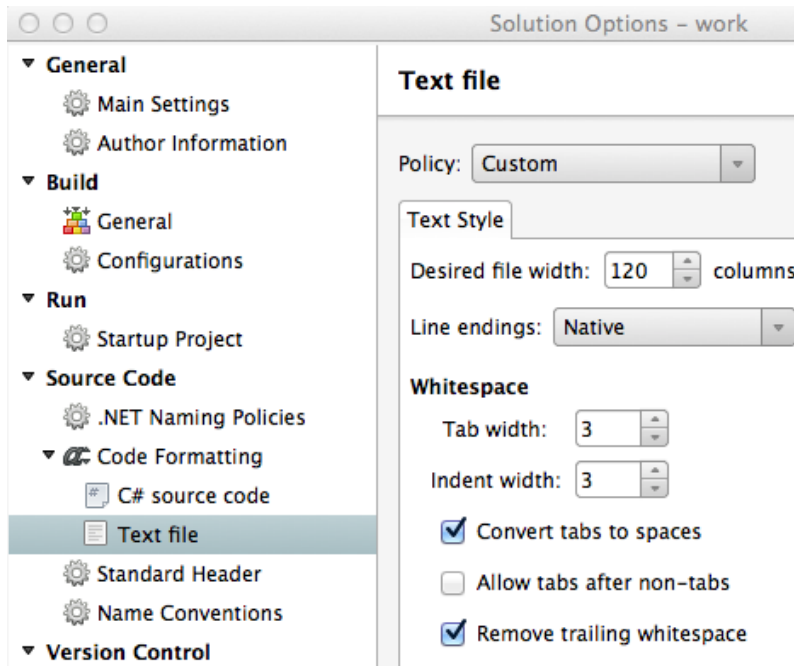 Solution Options – work
General
Main Settings
Author Information
Build
General
Configurations
Run
Startup Project
Source Code
.NET Naming Policies
Code Formatting
C# source code
Text file
Standard Header
Name Conventions
Version Control
Text file
Policy: Custom
Text Style
Desired file width: 120 columns
Line endings: Native
Whitespace
Tab width: 3
Indent width: 3
Convert tabs to spaces
Allow tabs after non-tabs
Remove trailing whitespace